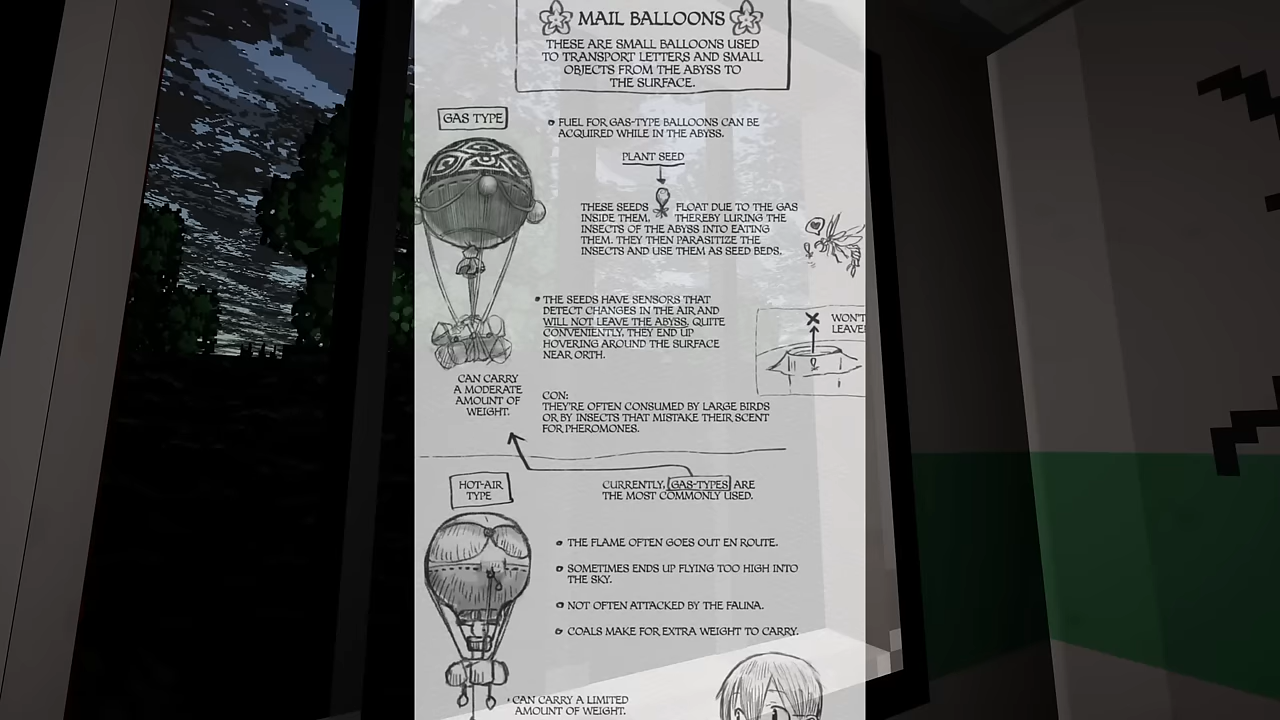 MAIL BALLOONS
THESE ARE SMALL BALLOONS USED
TO TRANSPORT LETTERS AND SMALL
OBJECTS FROM THE ABYSS TO
THE SURFACE.
GAS TYPE
FUEL FOR GAS-TYPE BALLOONS CAN BE
ACQUIRED WHILE IN THE ABYSS.
PLANT SEED
THESE SEEDS FLOAT DUE TO THE GAS
INSIDE THEM, THEREBY LURING THE
INSECTS OF THE ABYSS INTO EATING
THEM. THEY THEN PARASITIZE THE
INSECTS AND USE THEM AS SEED BEDS.
THE SEEDS HAVE SENSORS THAT
DETECT CHANGES IN THE AIR AND
WILL NOT LEAVE THE ABYSS. QUITE
CONVENIENTLY, THEY END UP
HOVERING AROUND THE SURFACE
NEAR ORTH.
WON'T
LEAVE
CAN CARRY
A MODERATE
AMOUNT OF
WEIGHT.
CON:
THEY'RE OFTEN CONSUMED BY LARGE BIRDS
OR BY INSECTS THAT MISTAKE THEIR SCENT
FOR PHEROMONES.
CURRENTLY, GAS-TYPES ARE
THE MOST COMMONLY USED.
HOT-AIR
TYPE
THE FLAME OFTEN GOES OUT EN ROUTE.
SOMETIMES ENDS UP FLYING TOO HIGH INTO
THE SKY.
NOT OFTEN ATTACKED BY THE FAUNA.
COALS MAKE FOR EXTRA WEIGHT TO CARRY.
CAN CARRY A LIMITED
AMOUNT OF WEIGHT.